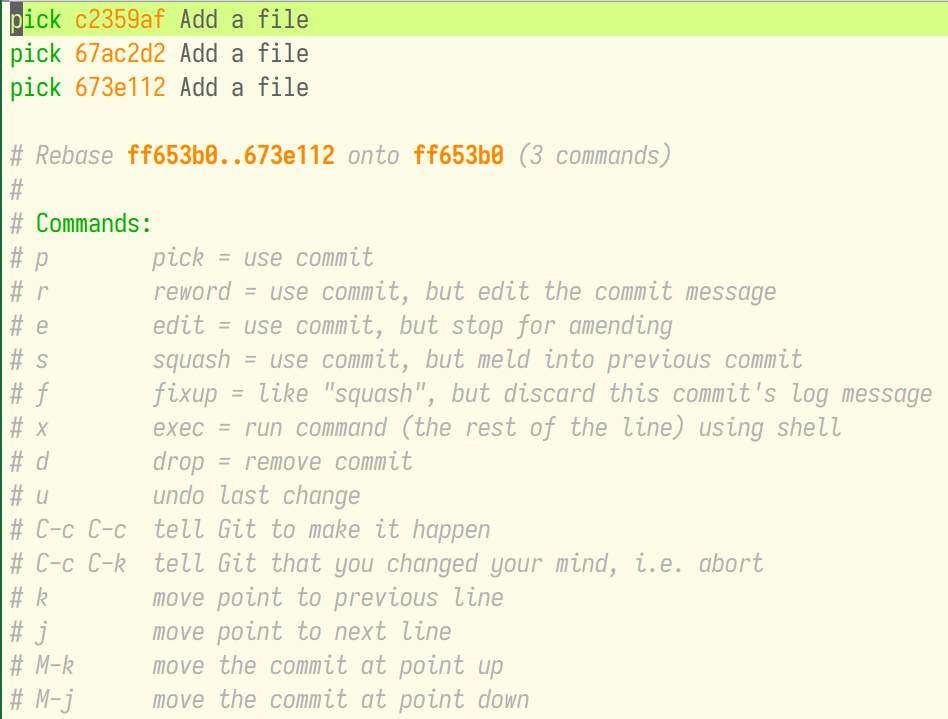 pick c2359af Add a file
pick 67ac2d2 Add a file
pick 673e112 Add a file
# Rebase ff653b0..673e112 onto ff653b0 (3 commands)
#
# Commands:
# p        pick = use commit
# r        reword = use commit, but edit the commit message
# e        edit = use commit, but stop for amending
# s        squash = use commit, but meld into previous commit
# f        fixup = like "squash", but discard this commit's log message
# x        exec = run command (the rest of the line) using shell
# d        drop = remove commit
# u        undo last change
# C-c C-c  tell Git to make it happen
# C-c C-k  tell Git that you changed your mind, i.e. abort
# k        move point to previous line
# j        move point to next line
# M-k      move the commit at point up
# M-j      move the commit at point down